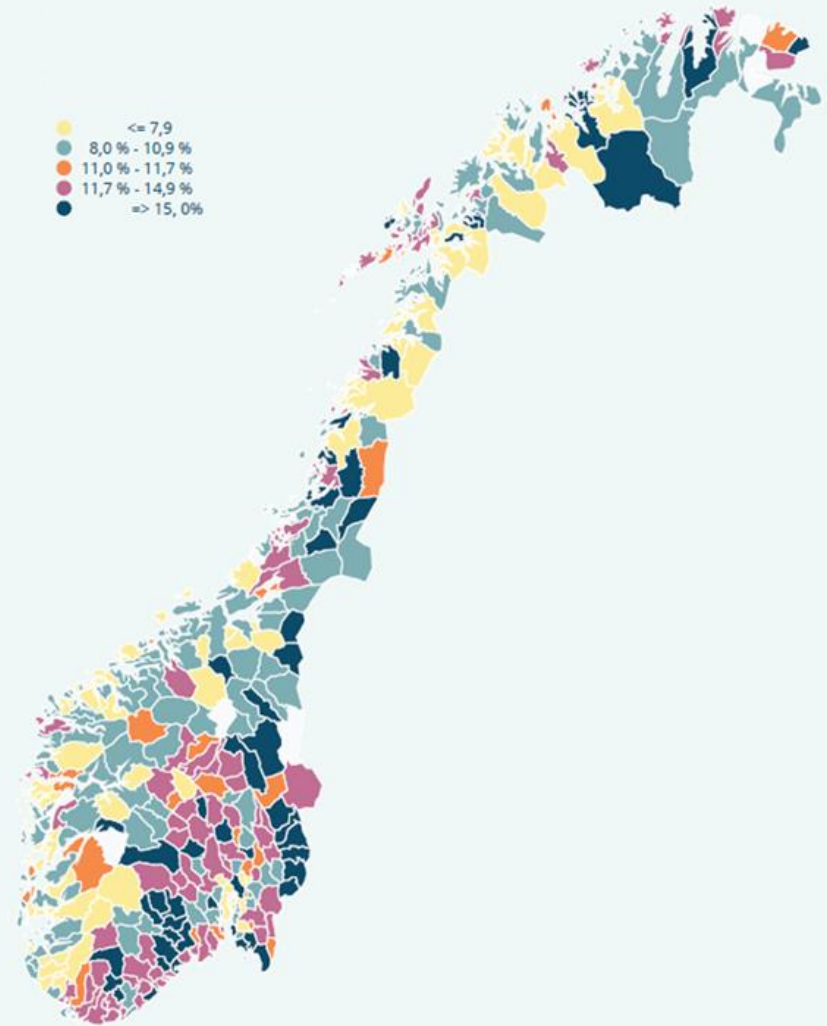 <= 7,9
8,0 % - 10,9 %
11,0 % - 11,7 %
11,7 % - 14,9 %
=> 15, 0%